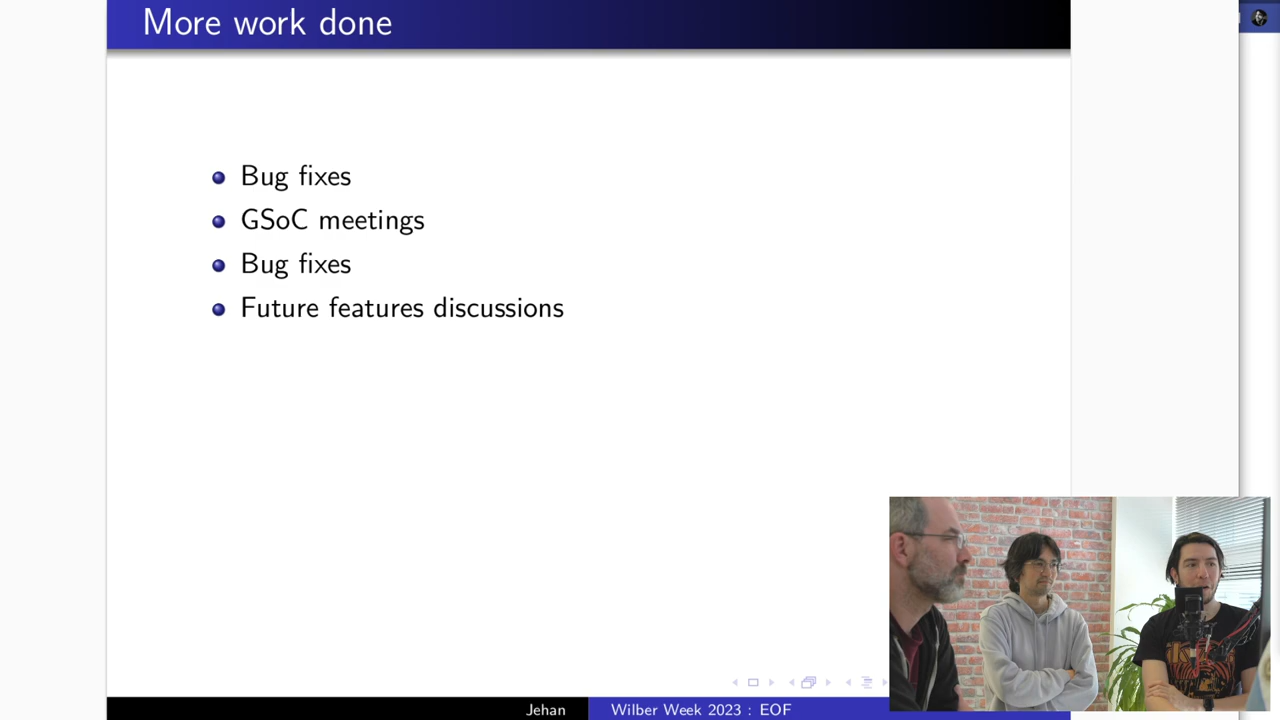 More work done
Bug fixes
GSoC meetings
Bug fixes
Future features discussions
Jehan
Wilber Week 2023 : EOF